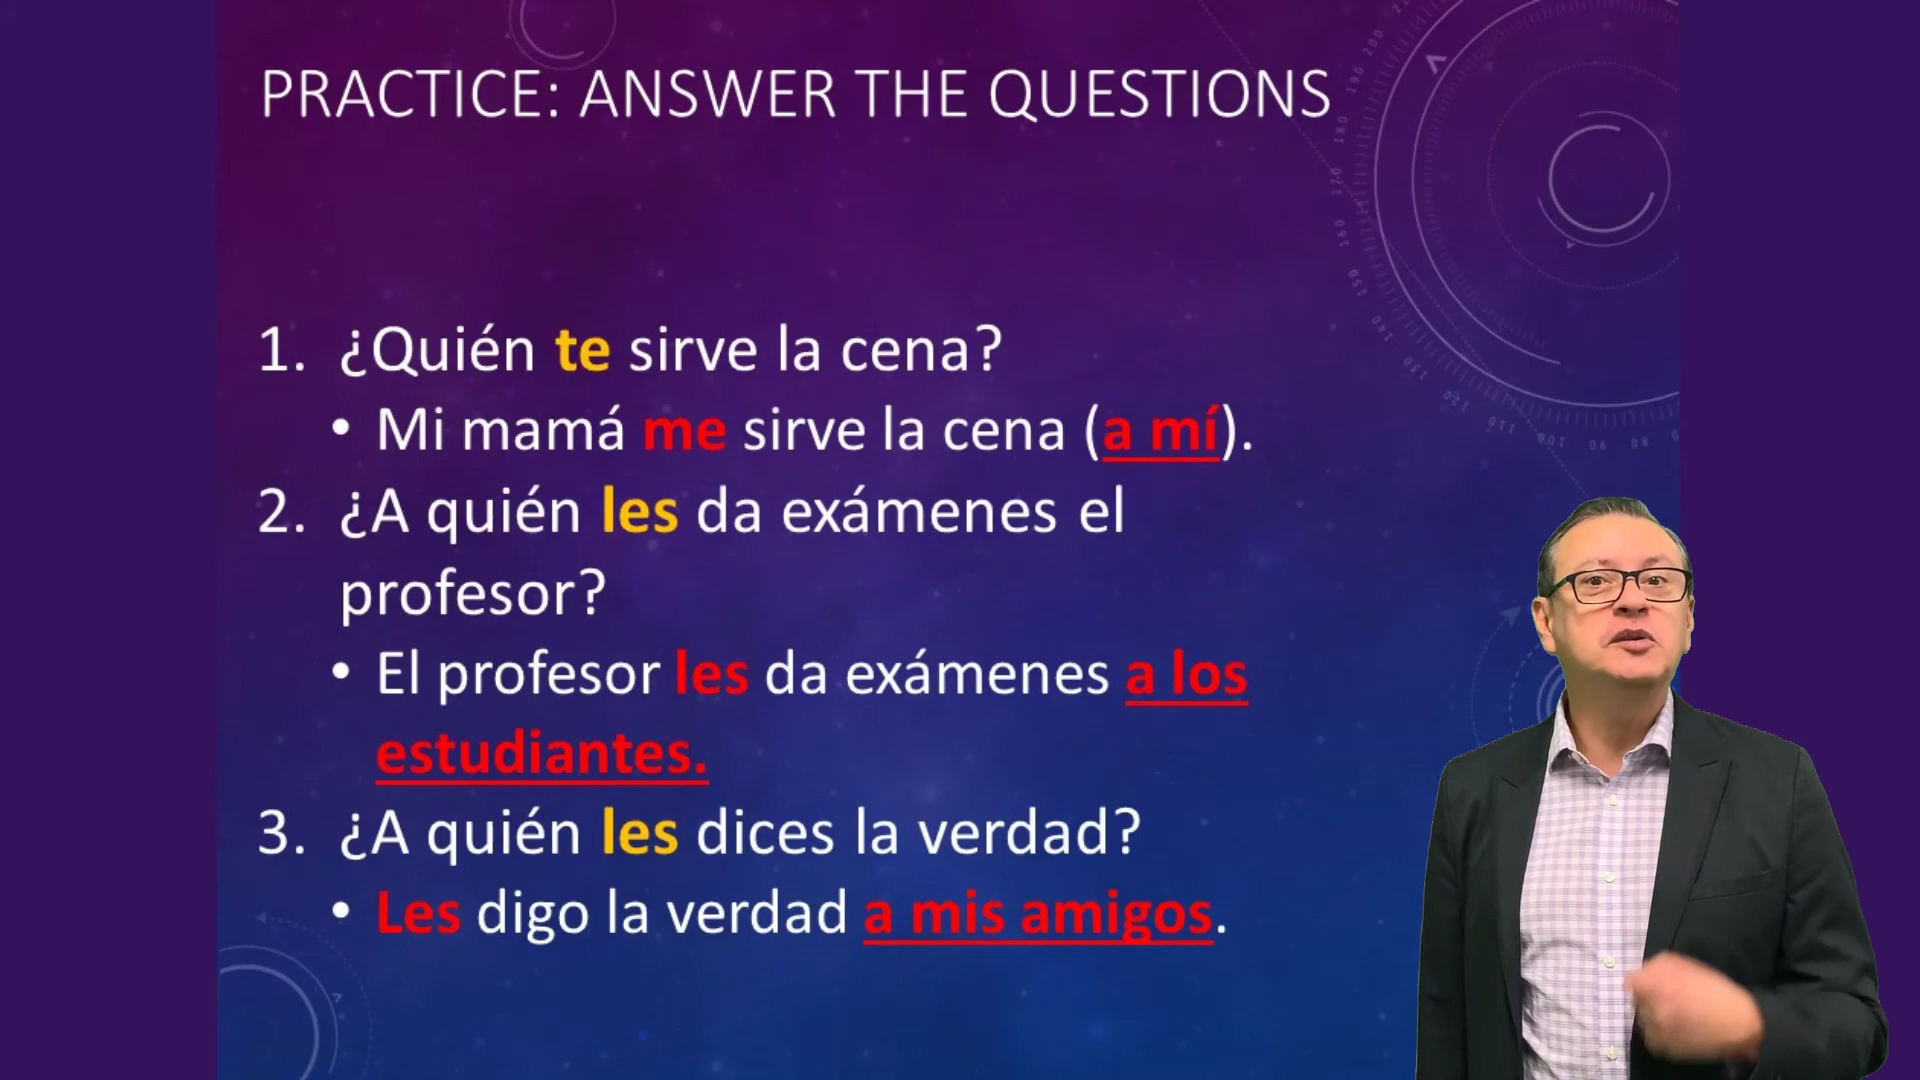 PRACTICE: ANSWER THE QUESTIONS
1. ¿Quién te sirve la cena?
• Mi mamá me sirve la cena (a mí).
2. ¿A quién les da exámenes el
profesor?
• El profesor les da exámenes a los
estudiantes.
3. ¿A quién les dices la verdad?
• Les digo la verdad a mis amigos.